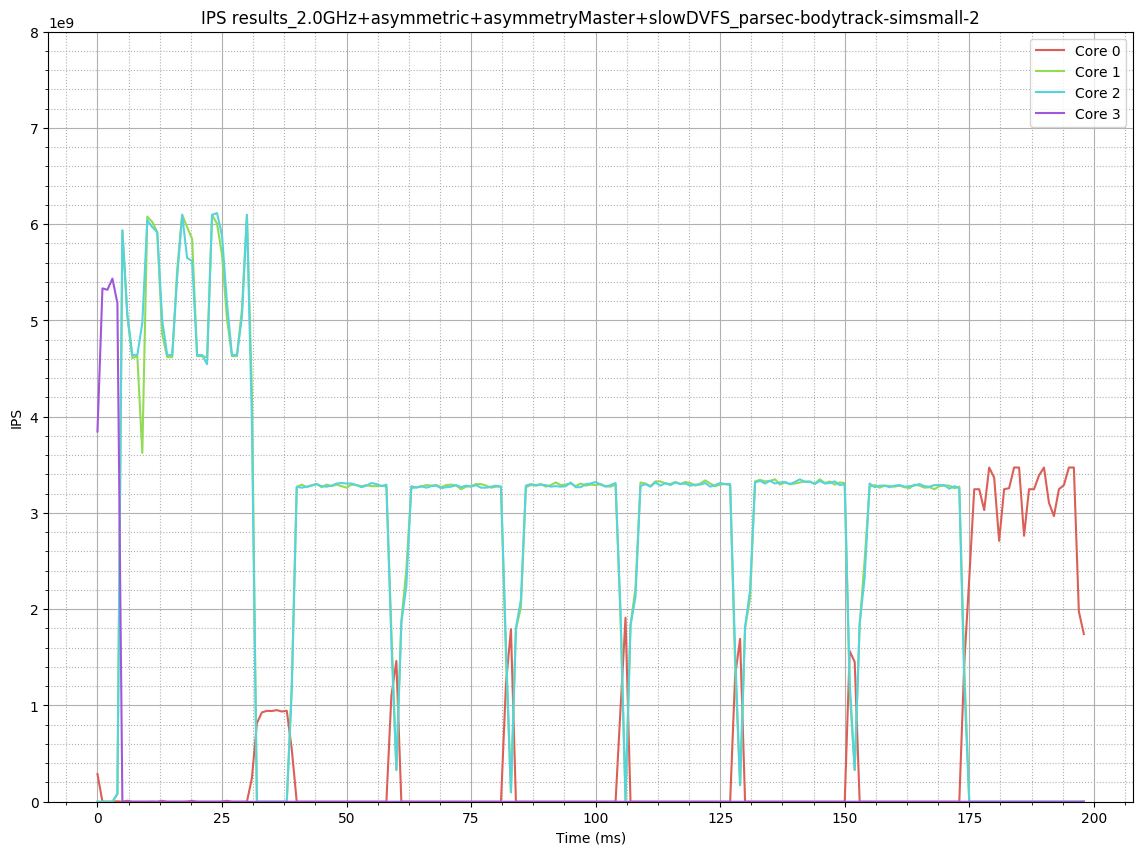 IPS results_2.0GHz+asymmetric+asymmetryMaster+slowDVFS_parsec-bodytrack-simsmall-2
1e9
8
7
6
5
4
3
2
1
0
IPS
Core 0
Core 1
Core 2
Core 3
0 25 50 75 100 125 150 175 200
Time (ms)